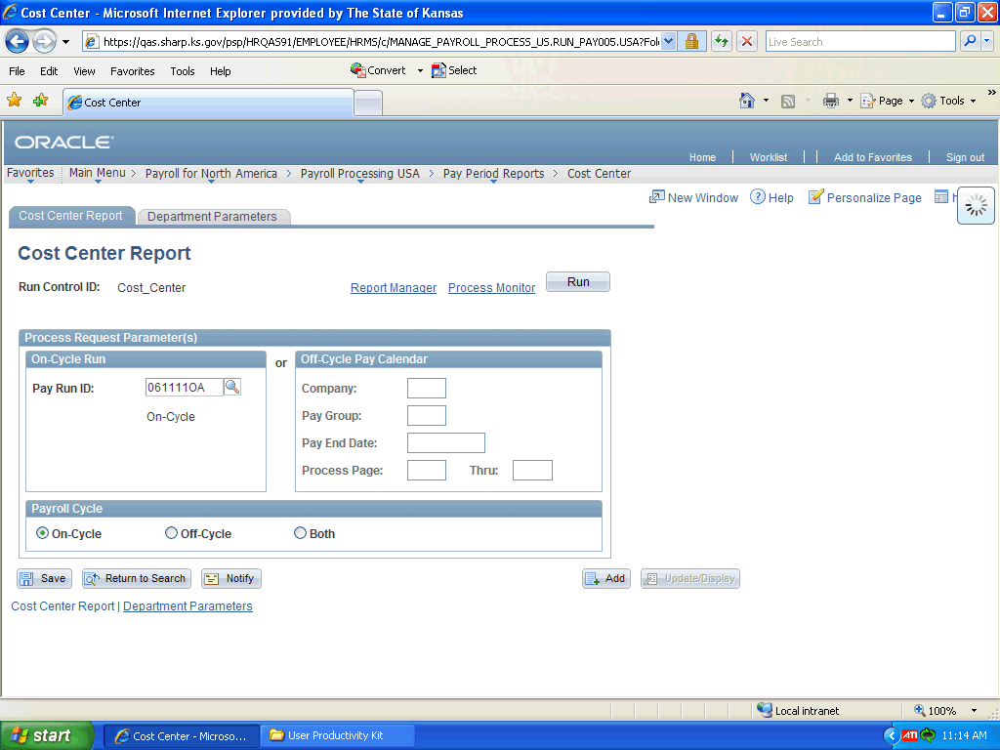 Cost Center - Microsoft Internet Explorer provided by The State of Kansas
https://qas.sharp.ks.gov/psp/HRQAS91/EMPLOYEE/HRMS/c/MANAGE_PAYROLL_PROCESS_US.RUN_PAY005.USA?Fol
Live Search
File Edit View Favorites Tools Help Convert Select
Cost Center Page Tools »
ORACLE
Home Worklist Add to Favorites Sign out
Favorites Main Menu > Payroll for North America > Payroll Processing USA > Pay Period Reports > Cost Center
New Window Help Personalize Page
Cost Center Report Department Parameters
Cost Center Report
Run Control ID: Cost_Center Report Manager Process Monitor Run
Process Request Parameter(s)
On-Cycle Run or Off-Cycle Pay Calendar
Pay Run ID: 061111OA Company:
On-Cycle Pay Group:
Pay End Date:
Process Page: Thru:
Payroll Cycle
On-Cycle Off-Cycle Both
Save Return to Search Notify Add Update/Display
Cost Center Report | Department Parameters
Local intranet 100%
start Cost Center - Microso... User Productivity Kit ATI 11:14 AM